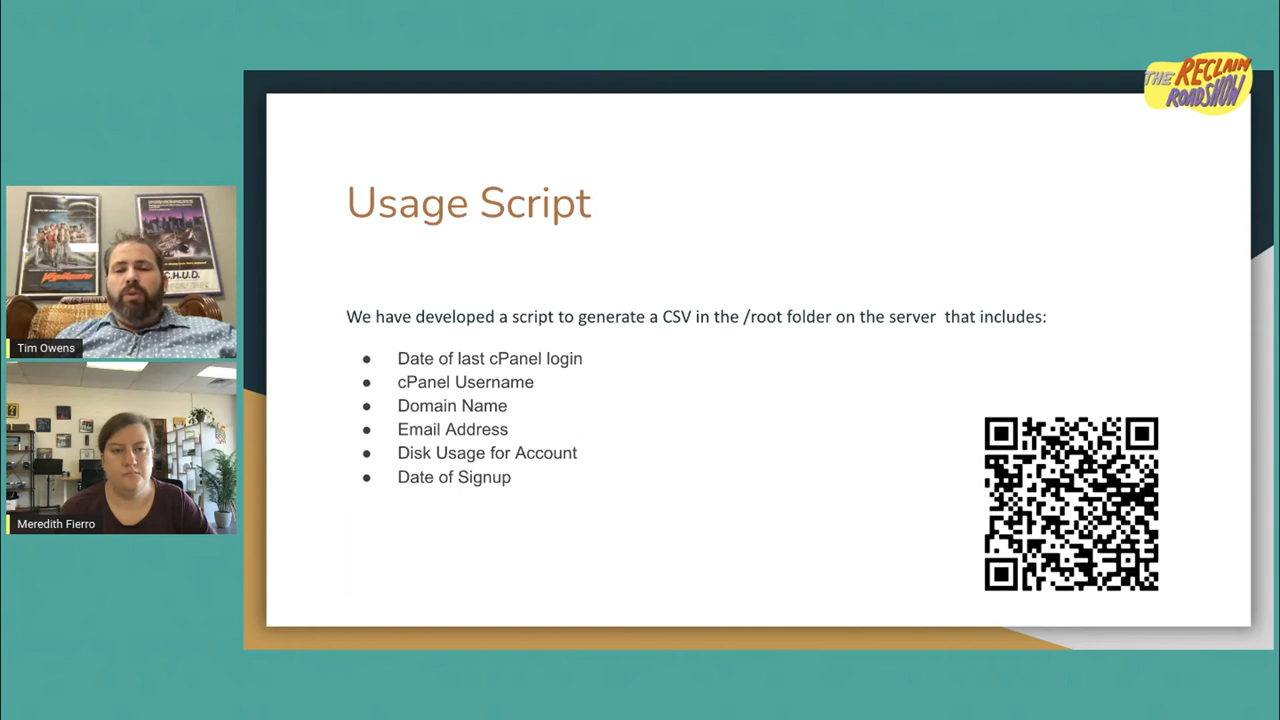 THE RECLAIM
ROADSHOW
Usage Script
We have developed a script to generate a CSV in the /root folder on the server that includes:
● Date of last cPanel login
● cPanel Username
● Domain Name
● Email Address
● Disk Usage for Account
● Date of Signup
C.H.U.D.
Tim Owens
Meredith Fierro